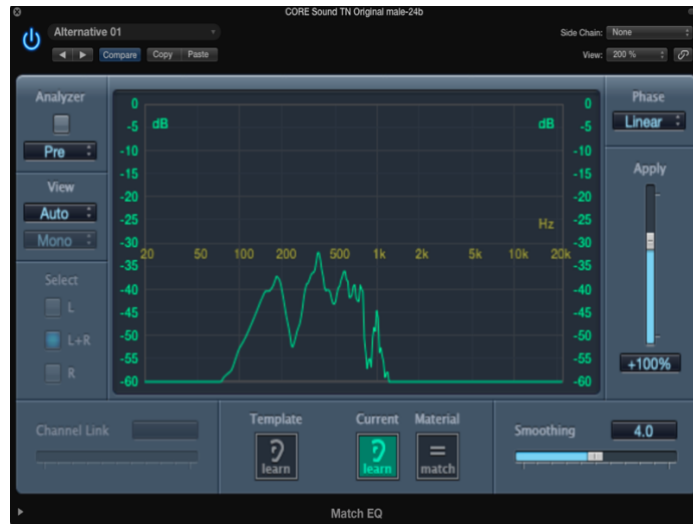 CORE Sound TN Original male-24b
Alternative 01
Side Chain: None
Compare Copy Paste
View: 200 %
Analyzer
Pre
View
Auto
Mono
Select
L
L+R
R
0
-5
-10
-15
-20
-25
-30
-35
-40
-45
-50
-55
-60
dB
dB
Hz
20 50 100 200 500 1k 2k 5k 10k 20k
0
-5
-10
-15
-20
-25
-30
-35
-40
-45
-50
-55
-60
Phase
Linear
Apply
+100%
Channel Link
Template
learn
Current
learn
Material
match
Smoothing 4.0
Match EQ